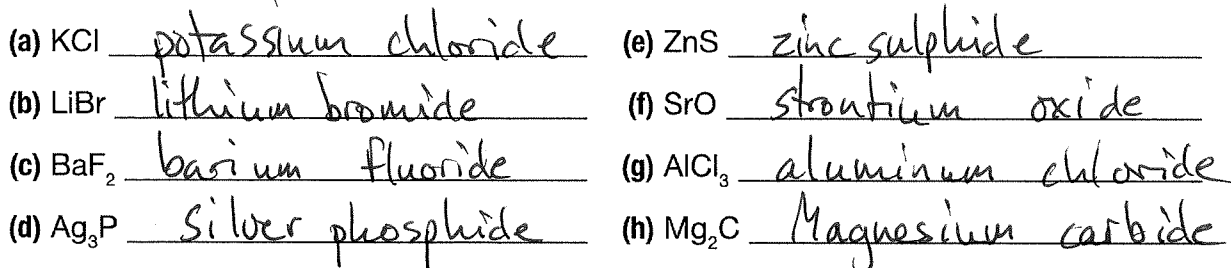 (a) KCl potassium chloride
(b) LiBr lithium bromide
(c) BaF₂ barium fluoride
(d) Ag₃P silver phosphide
(e) ZnS zinc sulphide
(f) SrO strontium oxide
(g) AlCl₃ aluminum chloride
(h) Mg₂C Magnesium carbide